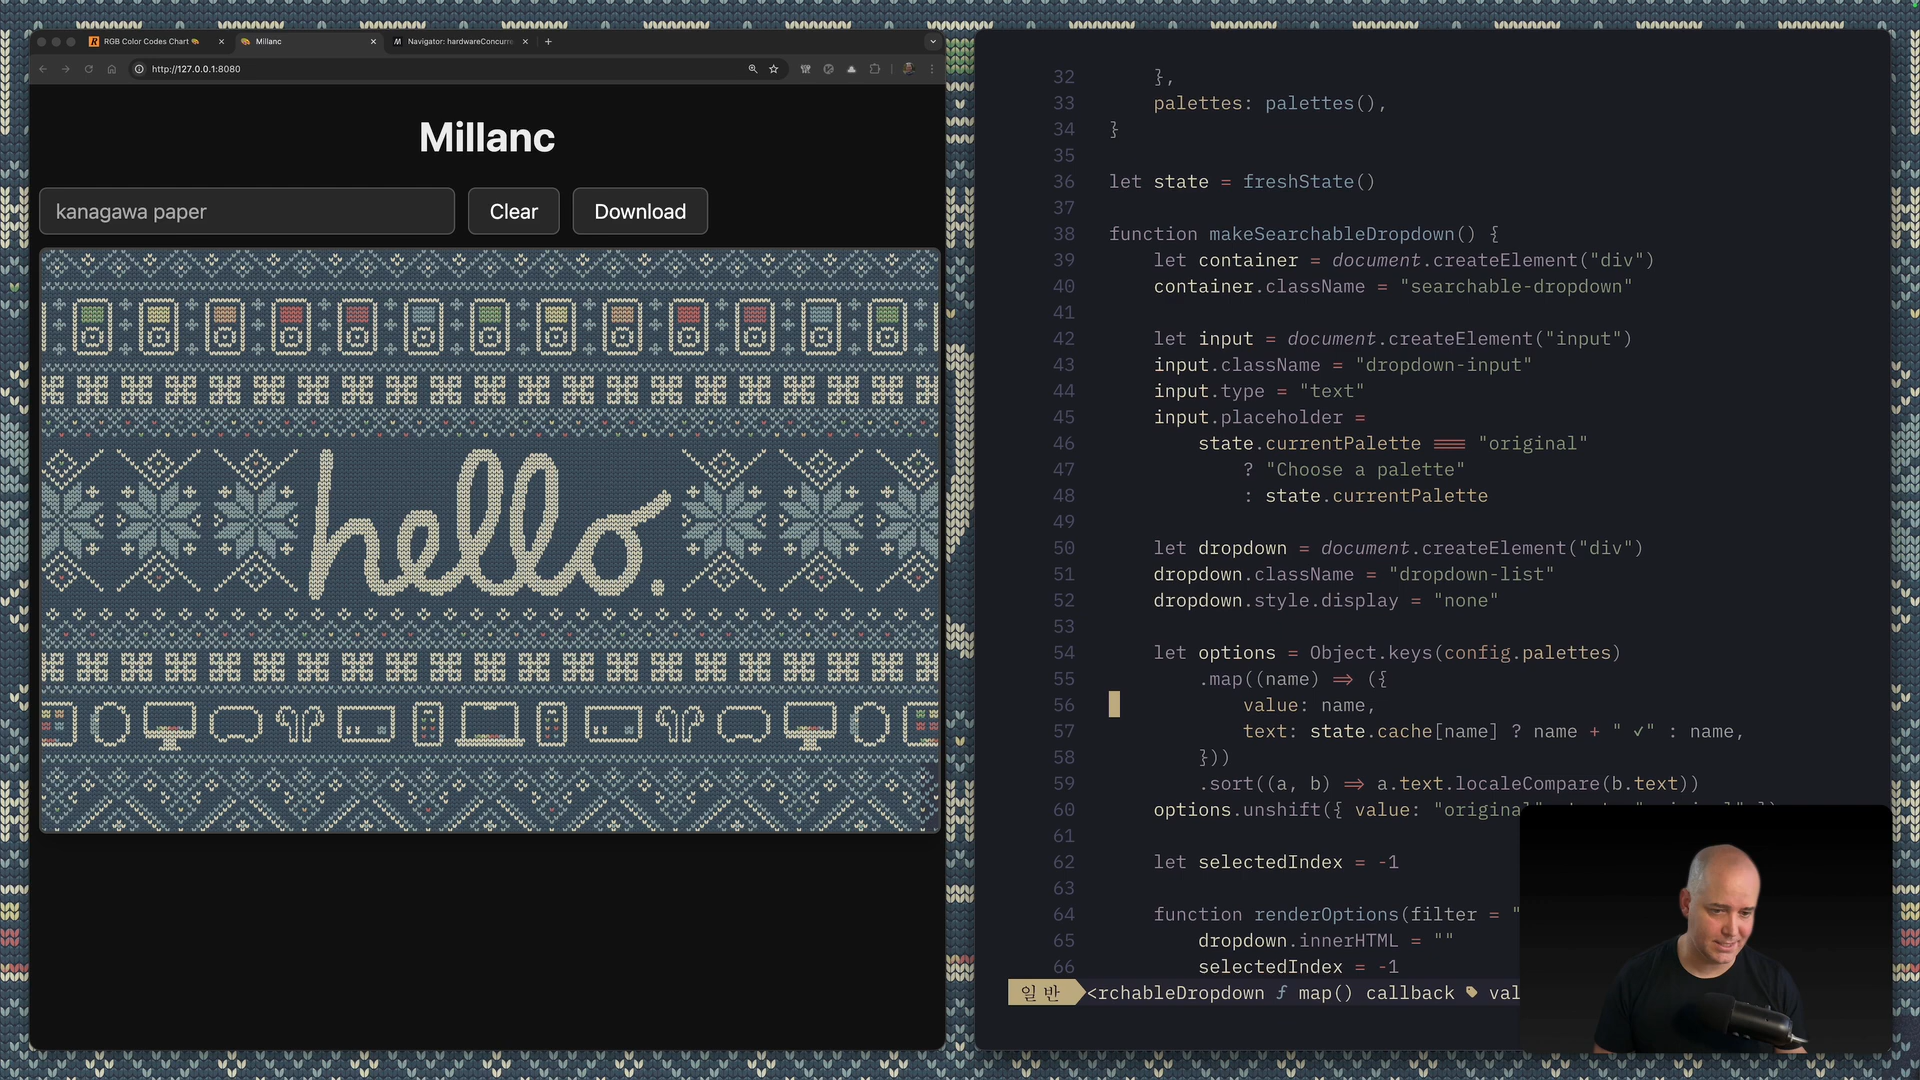 RGB Color Codes Chart
Millanc
Navigator: hardwareConcurre
http://127.0.0.1:8080
Millanc
kanagawa paper
Clear
Download
hello.
32 },
33 palettes: palettes(),
34 }
35
36 let state = freshState()
37
38 function makeSearchableDropdown() {
39 let container = document.createElement("div")
40 container.className = "searchable-dropdown"
41
42 let input = document.createElement("input")
43 input.className = "dropdown-input"
44 input.type = "text"
45 input.placeholder =
46 state.currentPalette === "original"
47 ? "Choose a palette"
48 : state.currentPalette
49
50 let dropdown = document.createElement("div")
51 dropdown.className = "dropdown-list"
52 dropdown.style.display = "none"
53
54 let options = Object.keys(config.palettes)
55 .map((name) => ({
56 value: name,
57 text: state.cache[name] ? name + " ✓" : name,
58 }))
59 .sort((a, b) => a.text.localeCompare(b.text))
60 options.unshift({ value: "original"
61
62 let selectedIndex = -1
63
64 function renderOptions(filter = "
65 dropdown.innerHTML = ""
66 selectedIndex = -1
일반 <rchableDropdown ƒ map() callback val